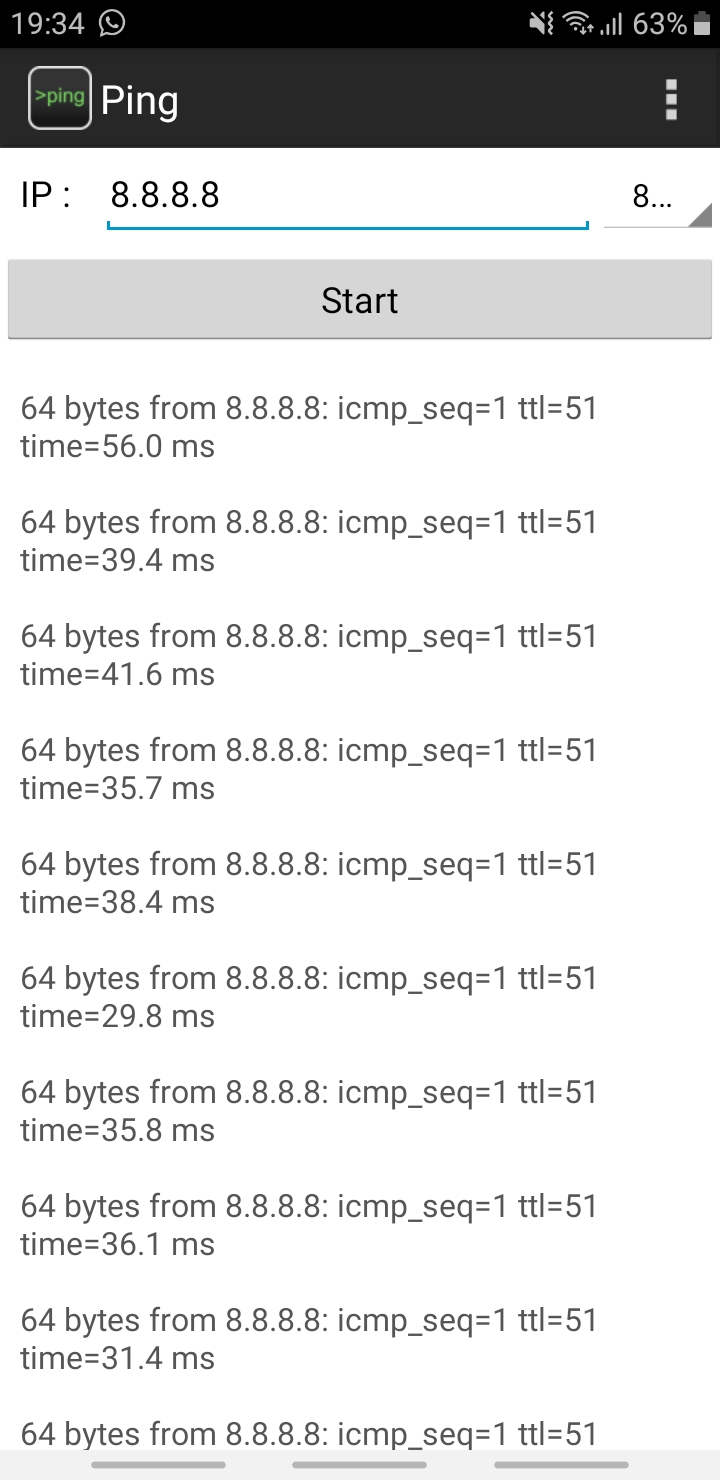 19:34 63%
>ping Ping
IP : 8.8.8.8 8...
Start
64 bytes from 8.8.8.8: icmp_seq=1 ttl=51
time=56.0 ms
64 bytes from 8.8.8.8: icmp_seq=1 ttl=51
time=39.4 ms
64 bytes from 8.8.8.8: icmp_seq=1 ttl=51
time=41.6 ms
64 bytes from 8.8.8.8: icmp_seq=1 ttl=51
time=35.7 ms
64 bytes from 8.8.8.8: icmp_seq=1 ttl=51
time=38.4 ms
64 bytes from 8.8.8.8: icmp_seq=1 ttl=51
time=29.8 ms
64 bytes from 8.8.8.8: icmp_seq=1 ttl=51
time=35.8 ms
64 bytes from 8.8.8.8: icmp_seq=1 ttl=51
time=36.1 ms
64 bytes from 8.8.8.8: icmp_seq=1 ttl=51
time=31.4 ms
64 bytes from 8.8.8.8: icmp_seq=1 ttl=51